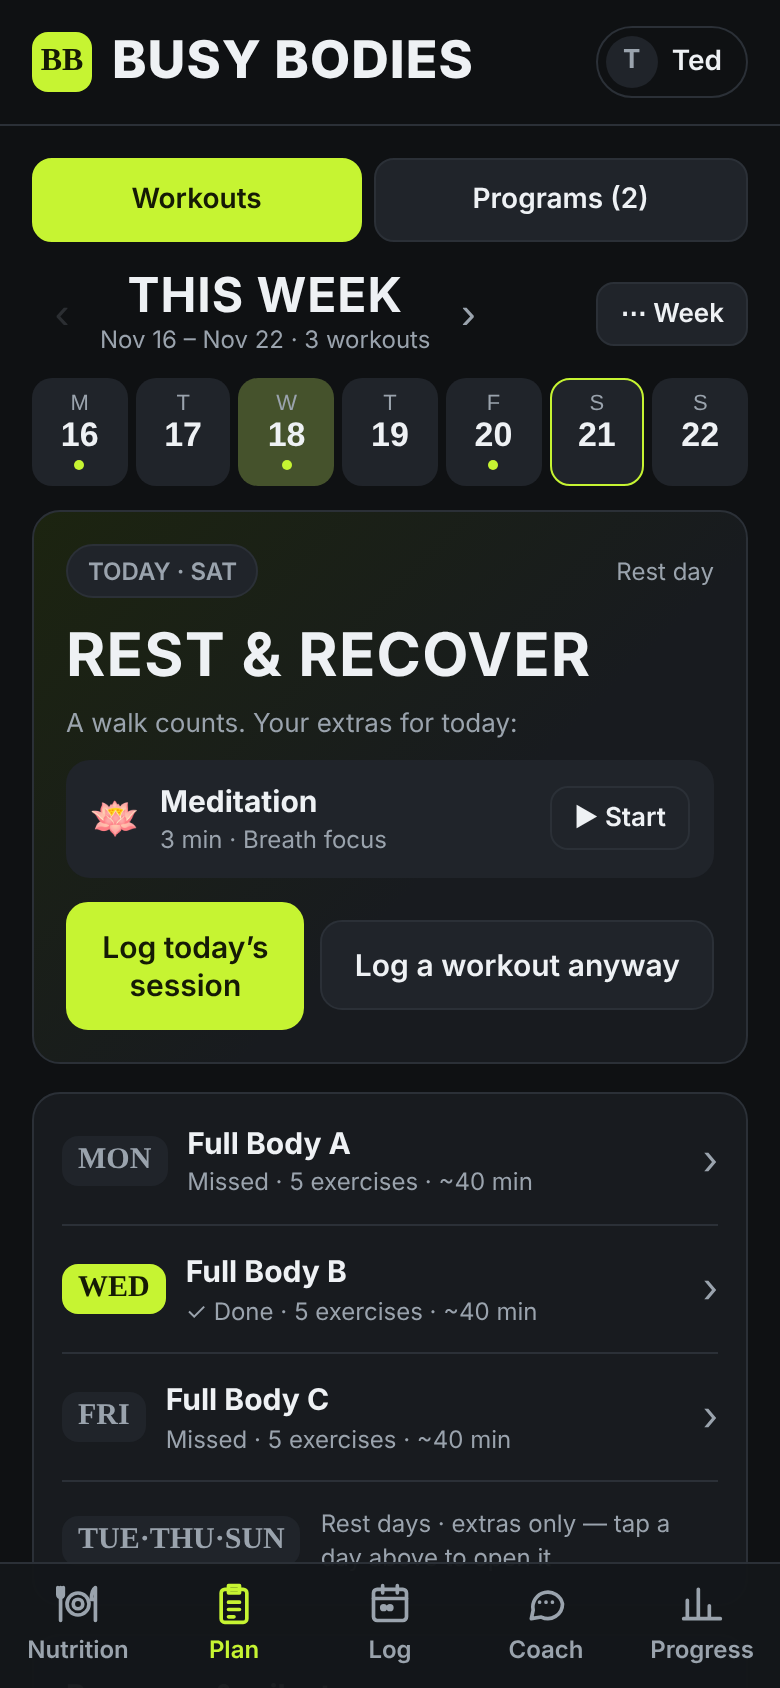 BB BUSY BODIES T Ted
Workouts Programs (2)
‹ THIS WEEK › ··· Week
Nov 16 – Nov 22 · 3 workouts
M T W T F S S
16 17 18 19 20 21 22
TODAY · SAT Rest day
REST & RECOVER
A walk counts. Your extras for today:
Meditation
3 min · Breath focus
▶ Start
Log today’s
session
Log a workout anyway
MON Full Body A ›
Missed · 5 exercises · ~40 min
WED Full Body B ›
✓ Done · 5 exercises · ~40 min
FRI Full Body C ›
Missed · 5 exercises · ~40 min
TUE·THU·SUN Rest days · extras only — tap a
day above to open it
Nutrition Plan Log Coach Progress